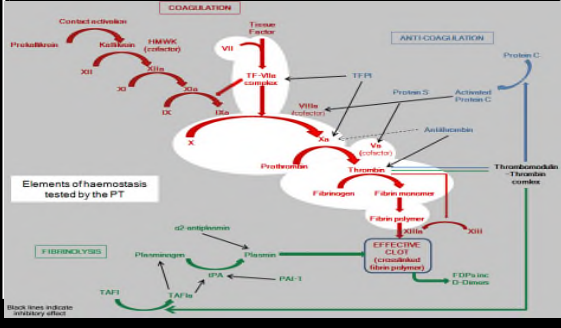 COAGULATION
Contact activation
Prekallikrein
Kallikrein
HMWK
(cofactor)
XII
XIIa
XI
XIa
IX
IXa
Tissue
Factor
VII
TF-VIIa
complex
VIIIa
(cofactor)
X
Xa
Va
(cofactor)
Prothrombin
Thrombin
Fibrinogen
Fibrin monomer
Fibrin polymer
XIIIa
XIII
EFFECTIVE
CLOT
(crosslinked
fibrin polymer)
ANTI-COAGULATION
Protein C
TFPI
Protein S
Activated
Protein C
Antithrombin
Thrombomodulin
-Thrombin
complex
Elements of haemostasis
tested by the PT
FIBRINOLYSIS
α2-antiplasmin
Plasminogen
Plasmin
tPA
PAI-1
TAFI
TAFIa
FDPs inc
D-Dimers
Black lines indicate
inhibitory effect